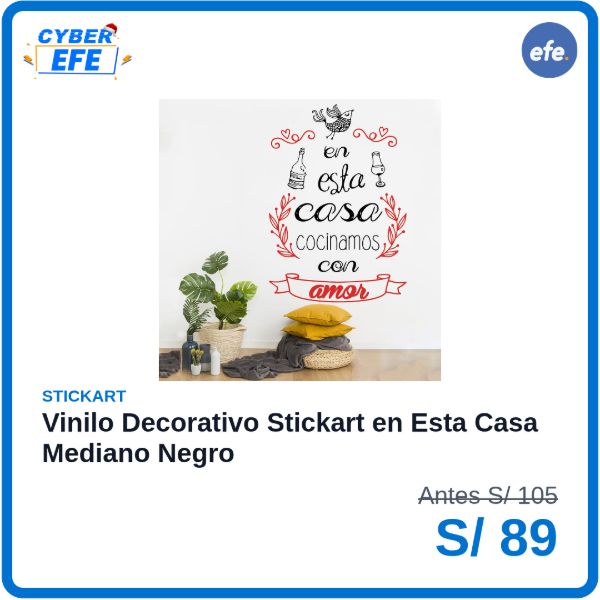 CYBER
EFE
efe.
en
esta
casa
cocinamos
con
amor
STICKART
Vinilo Decorativo Stickart en Esta Casa
Mediano Negro
Antes S/ 105
S/ 89